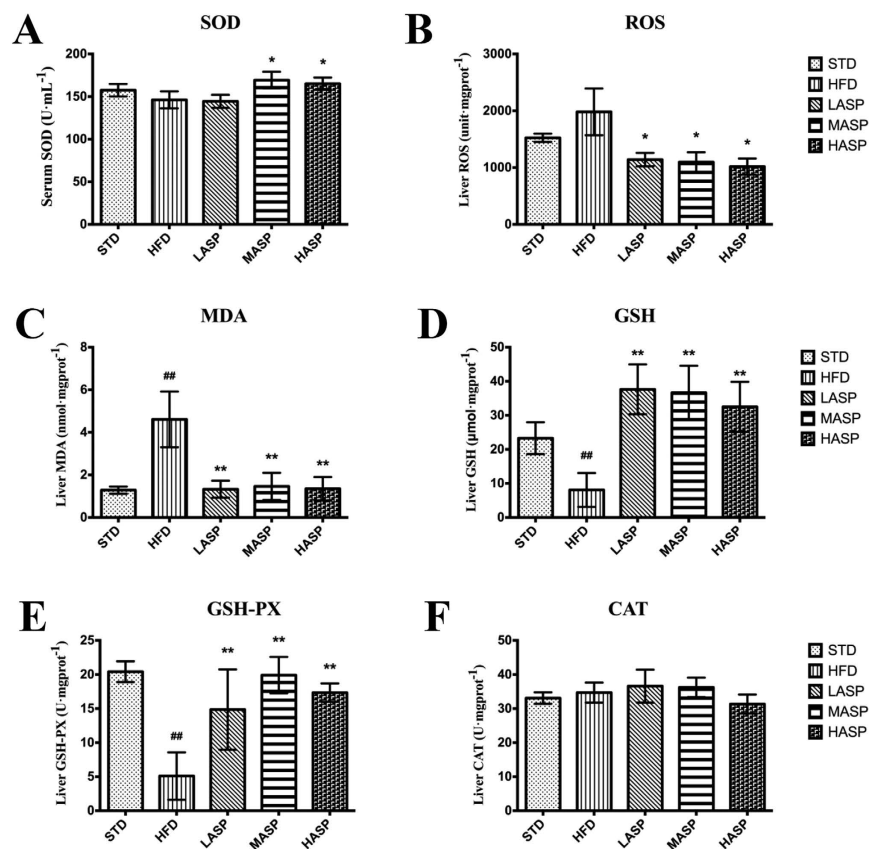 A
SOD
Serum SOD (U·mL⁻¹)
200
150
100
50
0
*
*
STD
HFD
LASP
MASP
HASP
B
ROS
Liver ROS (unit·mgprot⁻¹)
3000
2000
1000
0
*
*
*
STD
HFD
LASP
MASP
HASP
STD
HFD
LASP
MASP
HASP
C
MDA
Liver MDA (nmol·mgprot⁻¹)
8
6
4
2
0
##
**
**
**
STD
HFD
LASP
MASP
HASP
D
GSH
Liver GSH (μmol·mgprot⁻¹)
50
40
30
20
10
0
##
**
**
**
STD
HFD
LASP
MASP
HASP
STD
HFD
LASP
MASP
HASP
E
GSH-PX
Liver GSH-PX (U·mgprot⁻¹)
25
20
15
10
5
0
##
**
**
**
STD
HFD
LASP
MASP
HASP
F
CAT
Liver CAT (U·mgprot⁻¹)
50
40
30
20
10
0
STD
HFD
LASP
MASP
HASP
STD
HFD
LASP
MASP
HASP